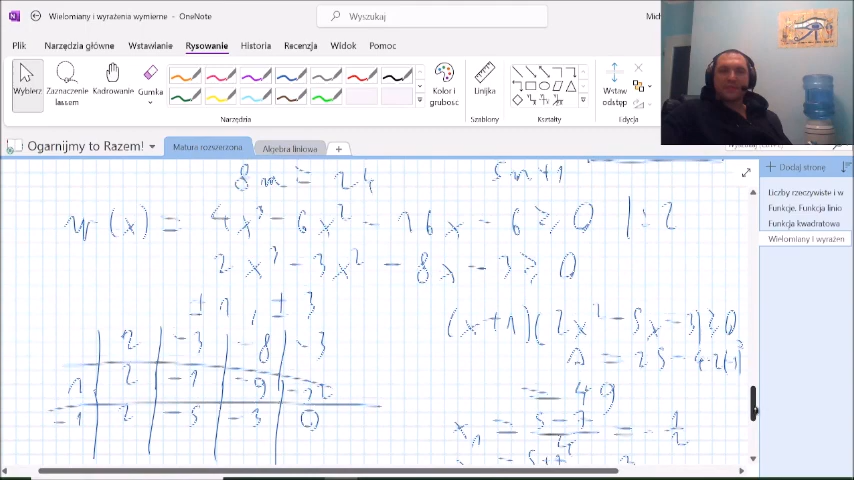 Wielomiany i wyrażenia wymierne - OneNote
Wyszukaj
Mich
Plik Narzędzia główne Wstawianie Rysowanie Historia Recenzja Widok Pomoc
Wybierz
Zaznaczenie lassem
Kadrowanie
Gumka
Kolor i grubość
Linijka
Wstaw odstęp
Narzędzia
Szablony
Kształty
Edycja
Ogarnijmy to Razem!
Matura rozszerzona
Algebra liniowa
Dodaj stronę
Liczby rzeczywiste i w
Funkcje. Funkcja linio
Funkcja kwadratowa
Wielomiany i wyrażen
8m = 24
5m+1
w(x) = 4x³ - 6x² - 16x - 6 ≥ 0 |:2
2x³ - 3x² - 8x - 3 ≥ 0
± 1, ± 3
2 | -3 | -8 | -3
1 | 2 | -1 | -9 | -12
-1 | 2 | -5 | -3 | 0
(x+1)(2x² - 5x - 3) ≥ 0
Δ = 25 - 4·2·(-3)
= 49
x₁ = 5-7 = - 1/2